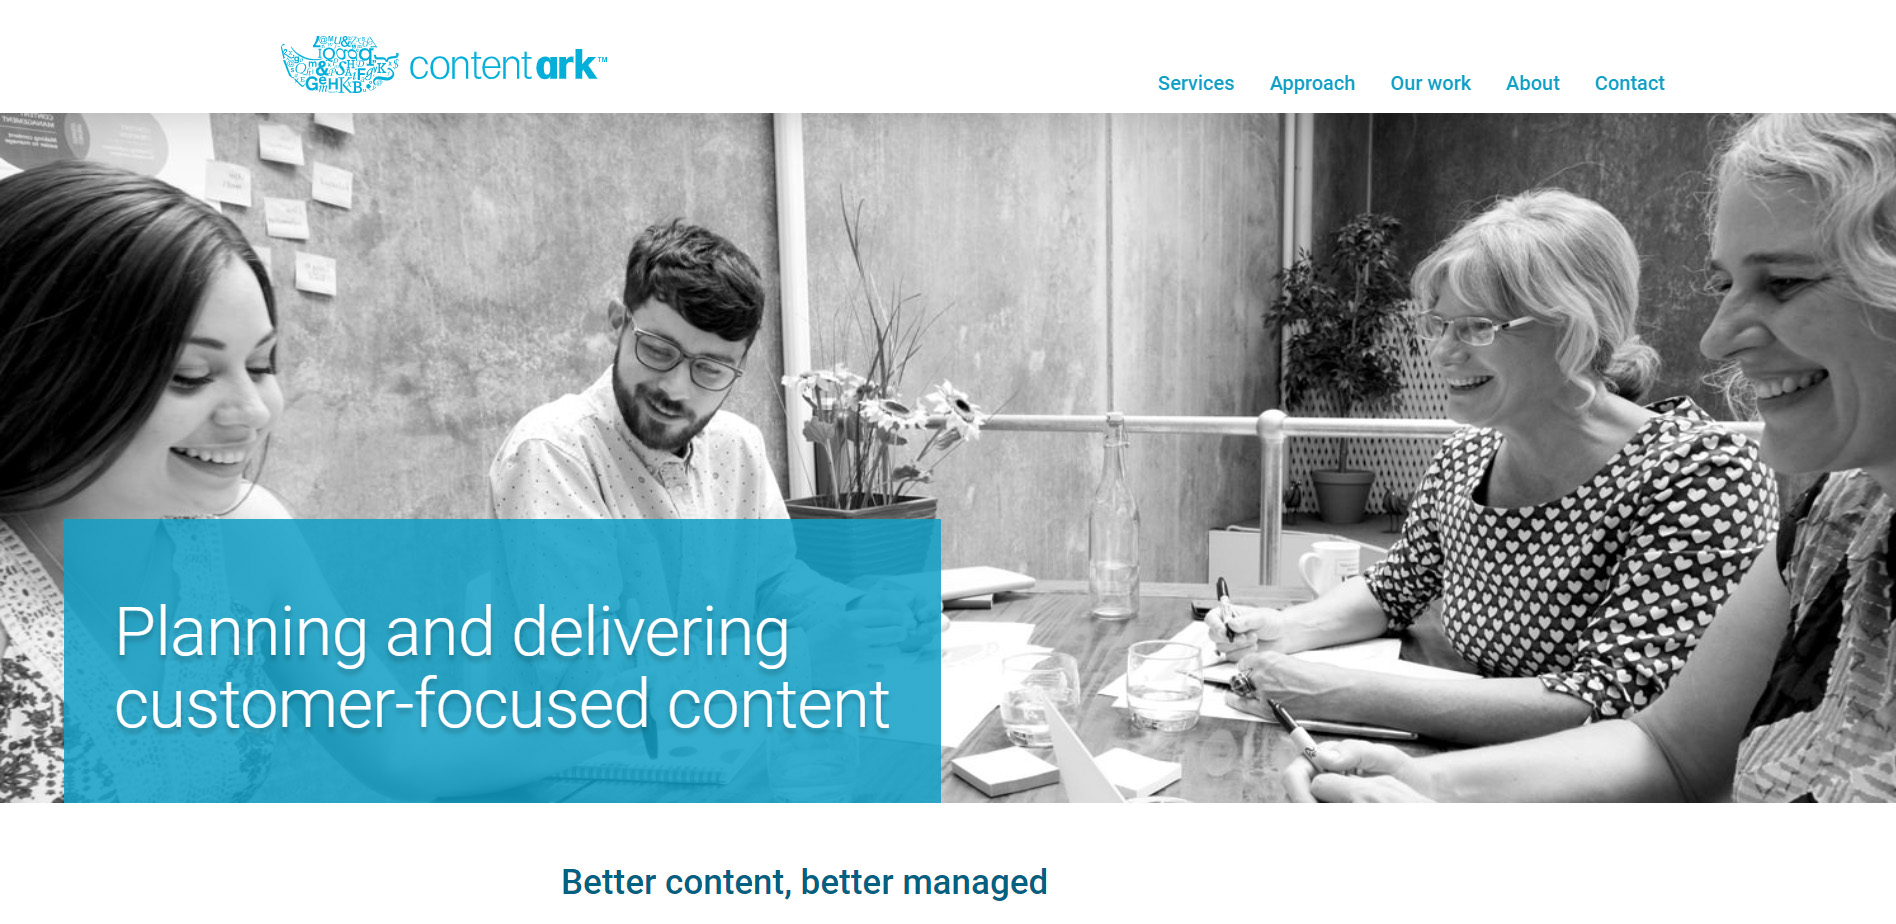 content ark™
Services
Approach
Our work
About
Contact
Planning and delivering
customer-focused content
Better content, better managed